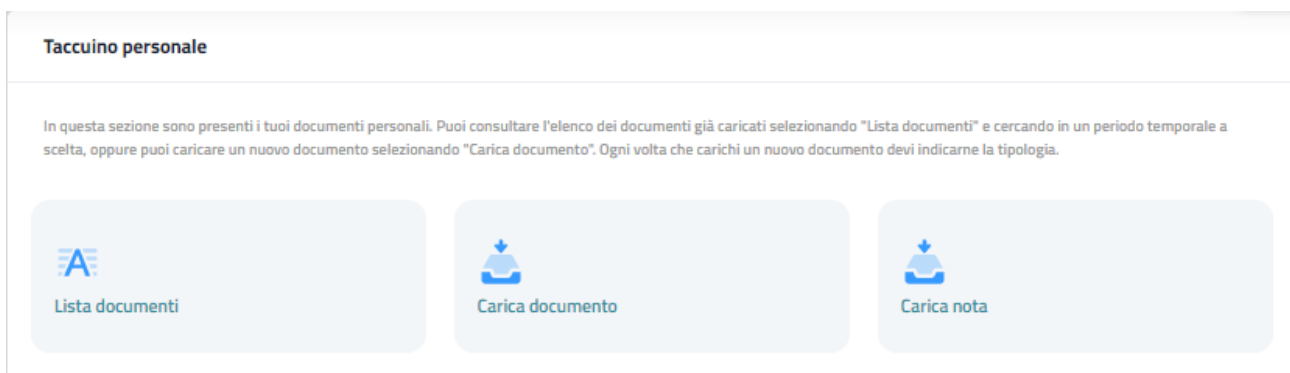 Taccuino personale
In questa sezione sono presenti i tuoi documenti personali. Puoi consultare l'elenco dei documenti già caricati selezionando "Lista documenti" e cercando in un periodo temporale a
scelta, oppure puoi caricare un nuovo documento selezionando "Carica documento". Ogni volta che carichi un nuovo documento devi indicarne la tipologia.
A
Lista documenti
Carica documento
Carica nota